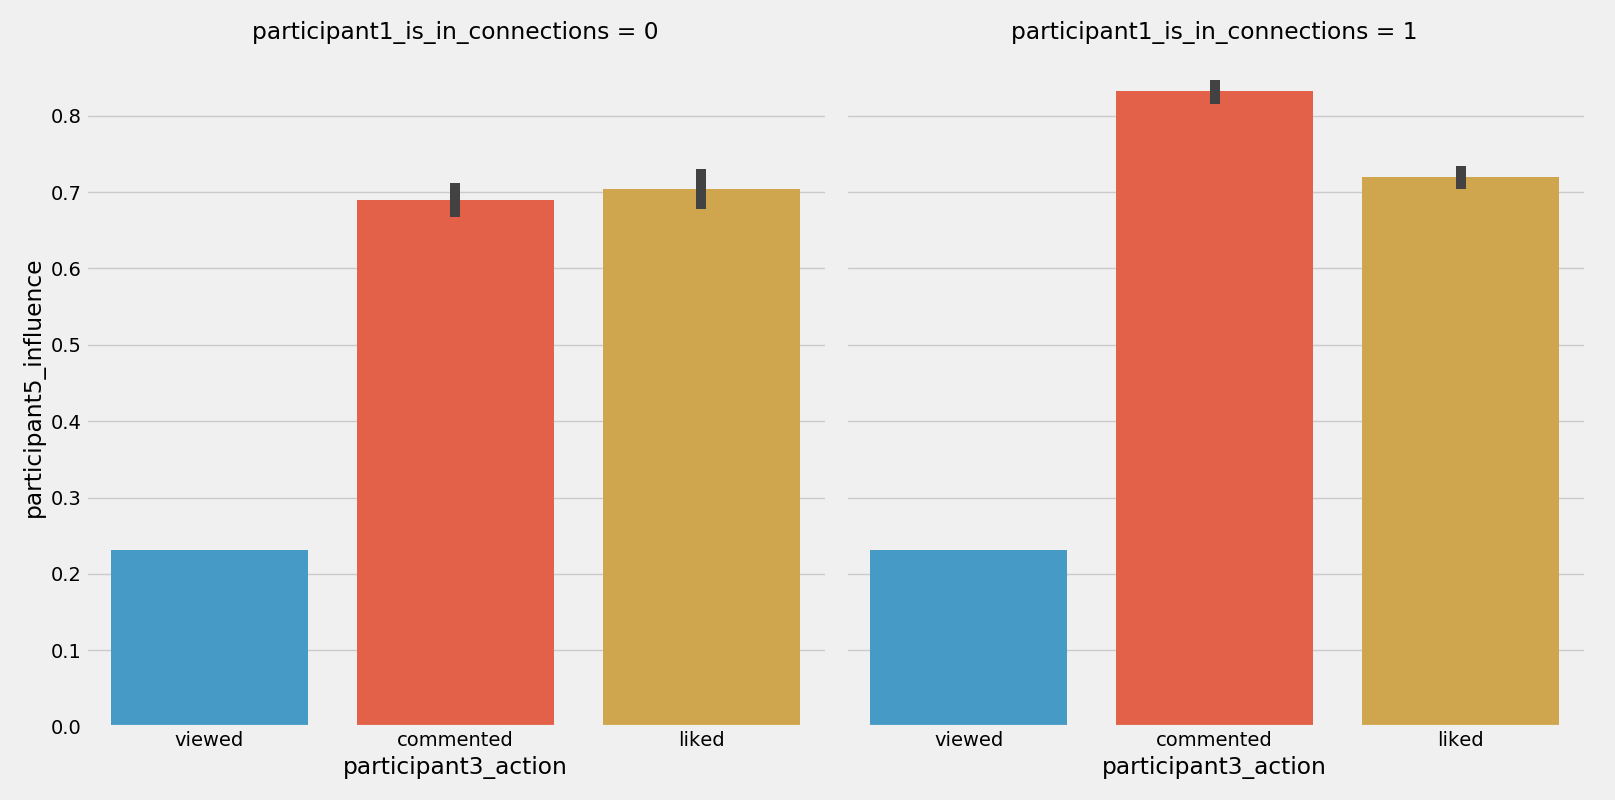 participant1_is_in_connections = 0
participant1_is_in_connections = 1
participant5_influence
0.8
0.7
0.6
0.5
0.4
0.3
0.2
0.1
0.0
viewed commented liked
viewed commented liked
participant3_action
participant3_action